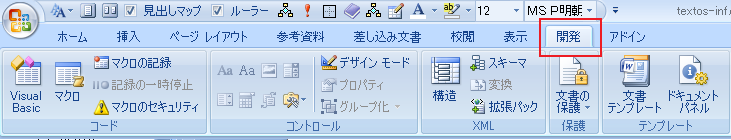 見出しマップ ルーラー 12 MS P明朝 textos-inf.
ホーム 挿入 ページ レイアウト 参考資料 差し込み文書 校閲 表示 開発 アドイン
Visual Basic
マクロ
マクロの記録
記録の一時停止
マクロのセキュリティ
コード
デザイン モード
プロパティ
グループ化
コントロール
構造
スキーマ
変換
拡張パック
XML
文書の
保護
保護
文書
テンプレート
ドキュメント
パネル
テンプレート